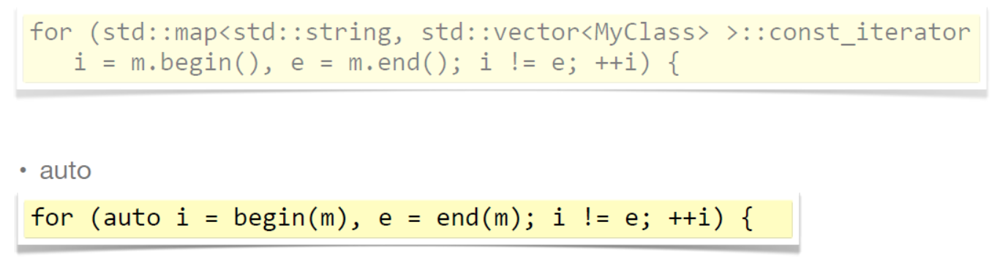 for (std::map<std::string, std::vector<MyClass> >::const_iterator
i = m.begin(), e = m.end(); i != e; ++i) {
• auto
for (auto i = begin(m), e = end(m); i != e; ++i) {